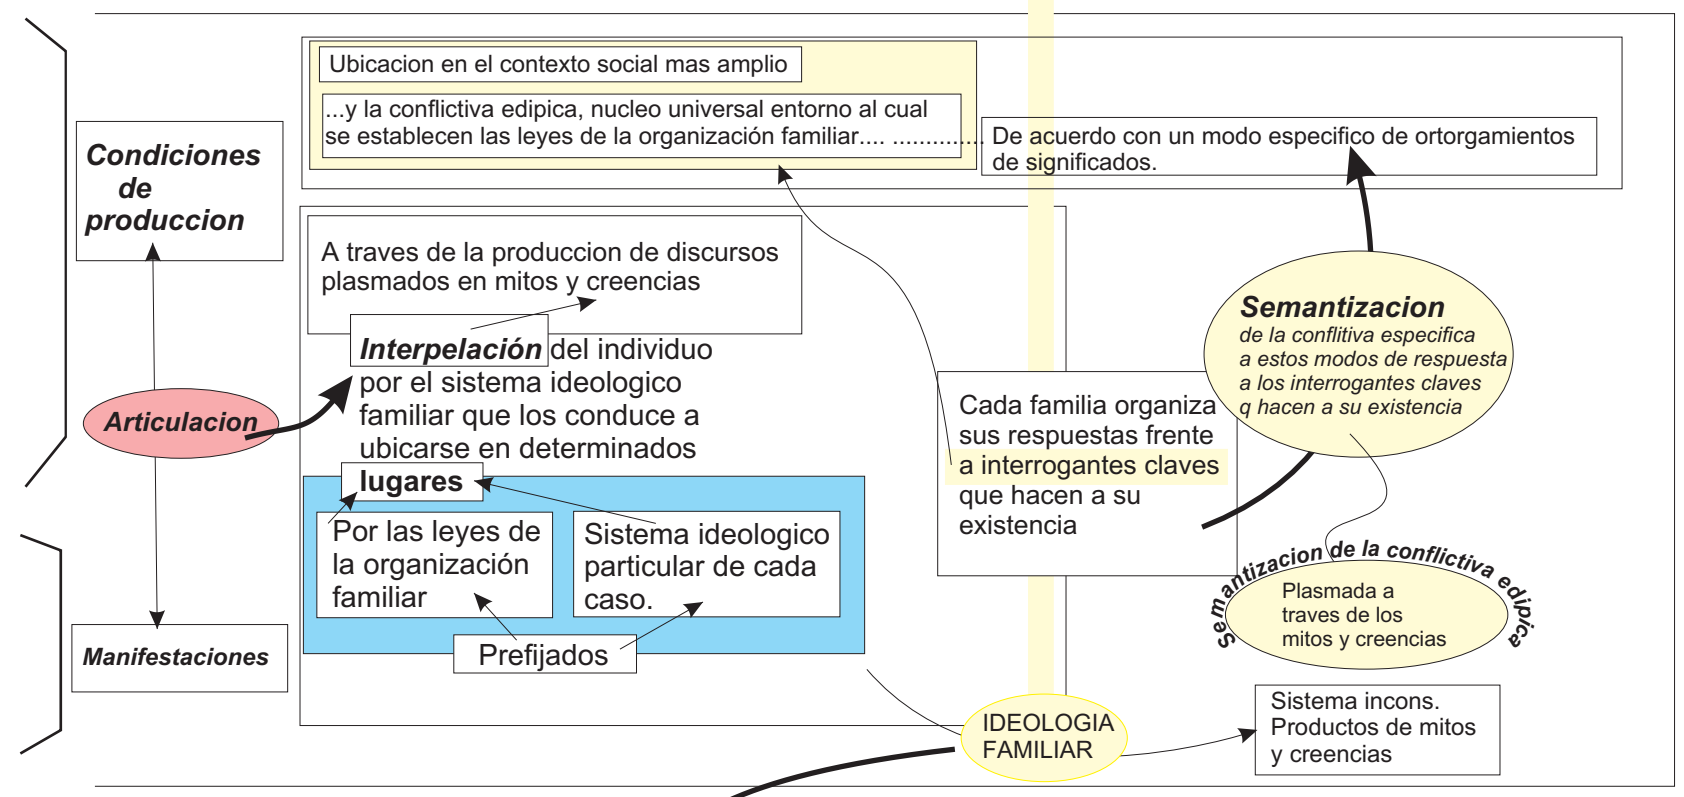 Ubicacion en el contexto social mas amplio
...y la conflictiva edipica, nucleo universal entorno al cual
se establecen las leyes de la organización familiar.... ..............
De acuerdo con un modo especifico de ortorgamientos
de significados.
Condiciones
de
produccion
A traves de la produccion de discursos
plasmados en mitos y creencias
Interpelación del individuo
por el sistema ideologico
familiar que los conduce a
ubicarse en determinados
lugares
Articulacion
Semantizacion
de la conflitiva especifica
a estos modos de respuesta
a los interrogantes claves
q hacen a su existencia
Cada familia organiza
sus respuestas frente
a interrogantes claves
que hacen a su
existencia
Por las leyes de
la organización
familiar
Sistema ideologico
particular de cada
caso.
Prefijados
Manifestaciones
Semantizacion de la conflictiva edipica
Plasmada a
traves de los
mitos y creencias
IDEOLOGIA
FAMILIAR
Sistema incons.
Productos de mitos
y creencias